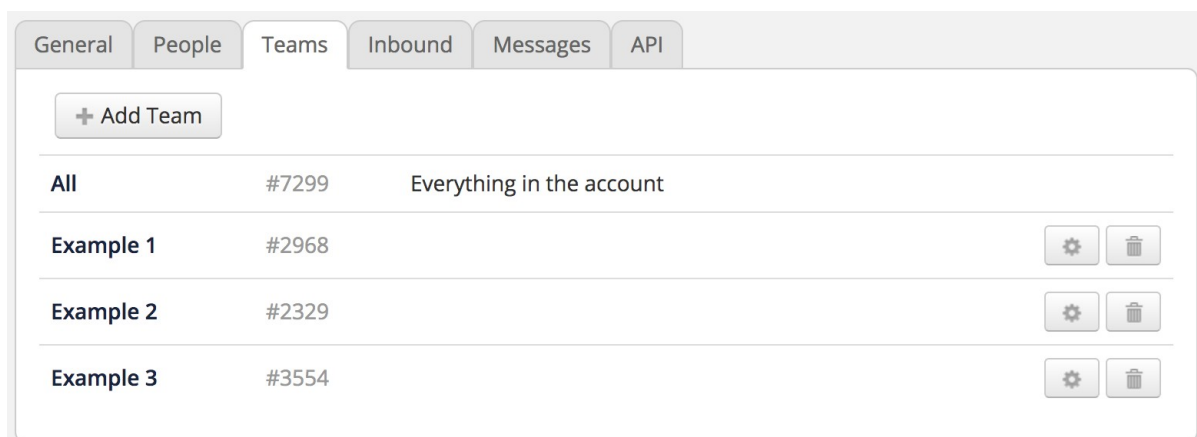 General People Teams Inbound Messages API
Add Team
All #7299 Everything in the account
Example 1 #2968
Example 2 #2329
Example 3 #3554